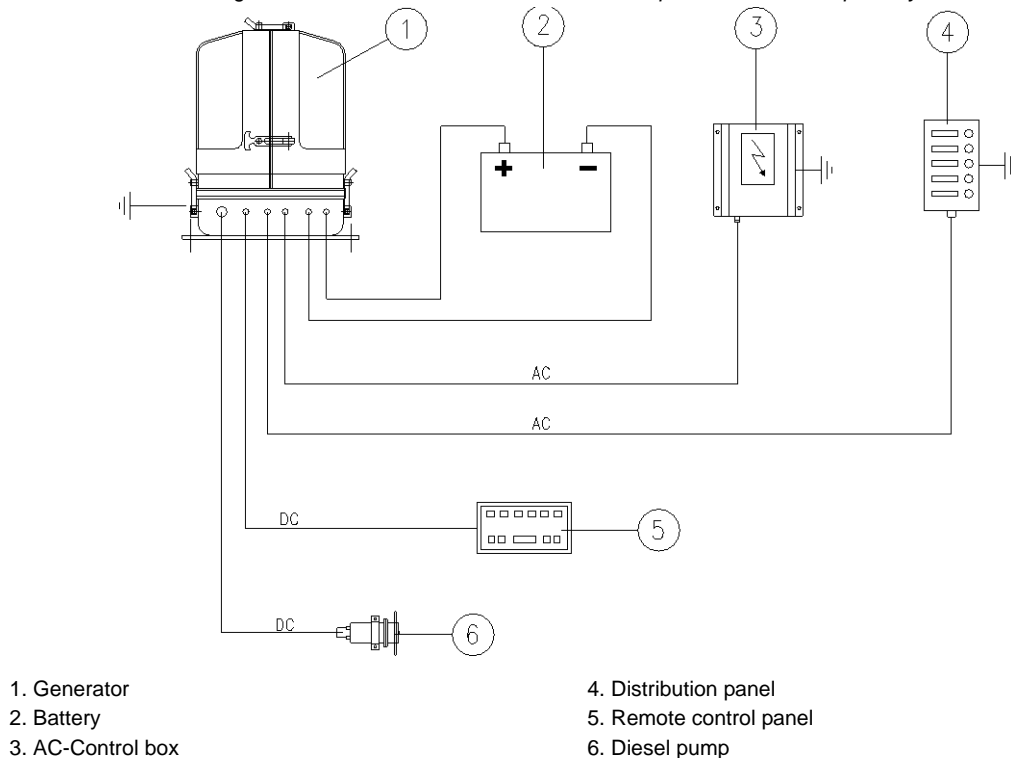 1 2 3 4
+ −
AC
AC
DC 5
DC 6
1. Generator
2. Battery
3. AC-Control box
4. Distribution panel
5. Remote control panel
6. Diesel pump